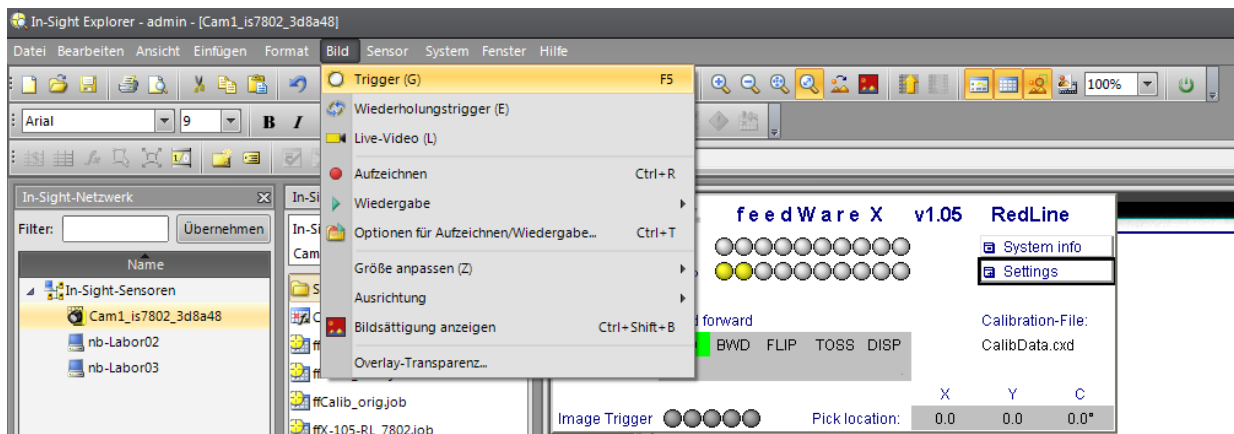 In-Sight Explorer - admin - [Cam1_is7802_3d8a48]
Datei Bearbeiten Ansicht Einfügen Format Bild Sensor System Fenster Hilfe
100%
Arial 9 B I
Trigger (G) F5
Wiederholungstrigger (E)
Live-Video (L)
Aufzeichnen Ctrl+R
Wiedergabe
Optionen für Aufzeichnen/Wiedergabe... Ctrl+T
Größe anpassen (Z)
Ausrichtung
Bildsättigung anzeigen Ctrl+Shift+B
Overlay-Transparenz...
In-Sight-Netzwerk
Filter: Übernehmen
Name
In-Sight-Sensoren
Cam1_is7802_3d8a48
nb-Labor02
nb-Labor03
Cam
ffCalib_orig.job
ffX-105-RL_7802.job
feedWare X v1.05 RedLine
System info
Settings
forward
BWD FLIP TOSS DISP
Calibration-File:
CalibData.cxd
X Y C
Image Trigger Pick location: 0.0 0.0 0.0°